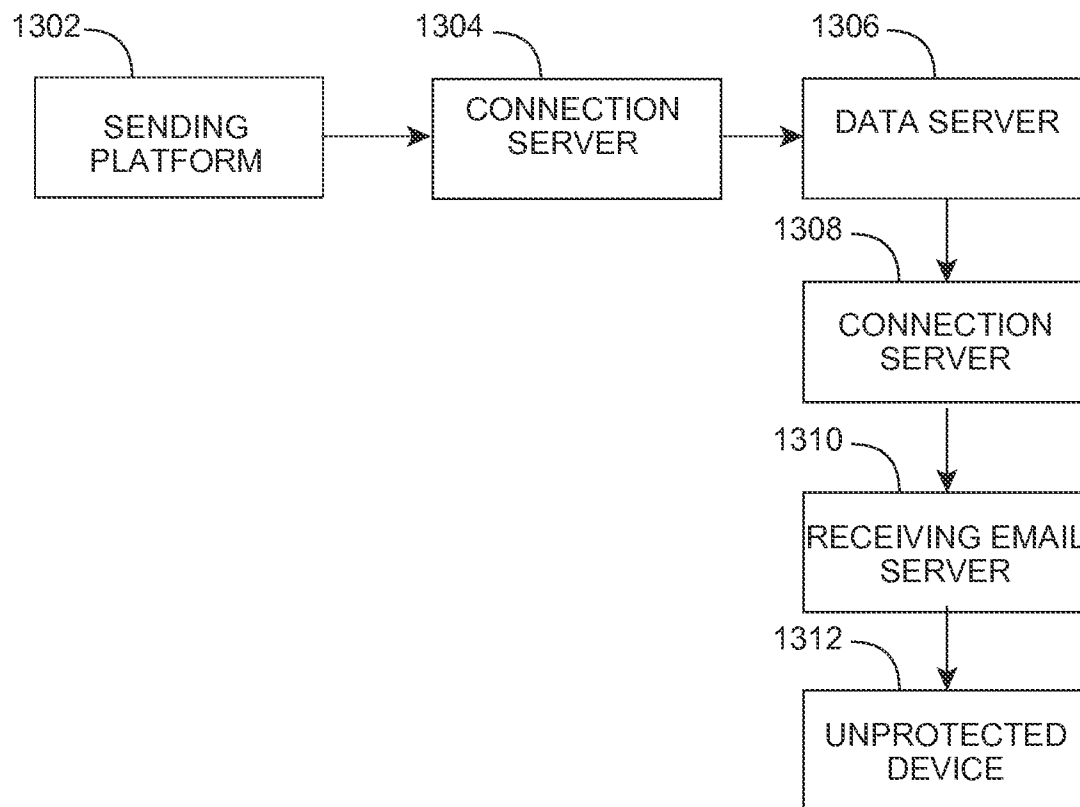 1302
1304
1306
SENDING
PLATFORM
CONNECTION
SERVER
DATA SERVER
1308
CONNECTION
SERVER
1310
RECEIVING EMAIL
SERVER
1312
UNPROTECTED
DEVICE